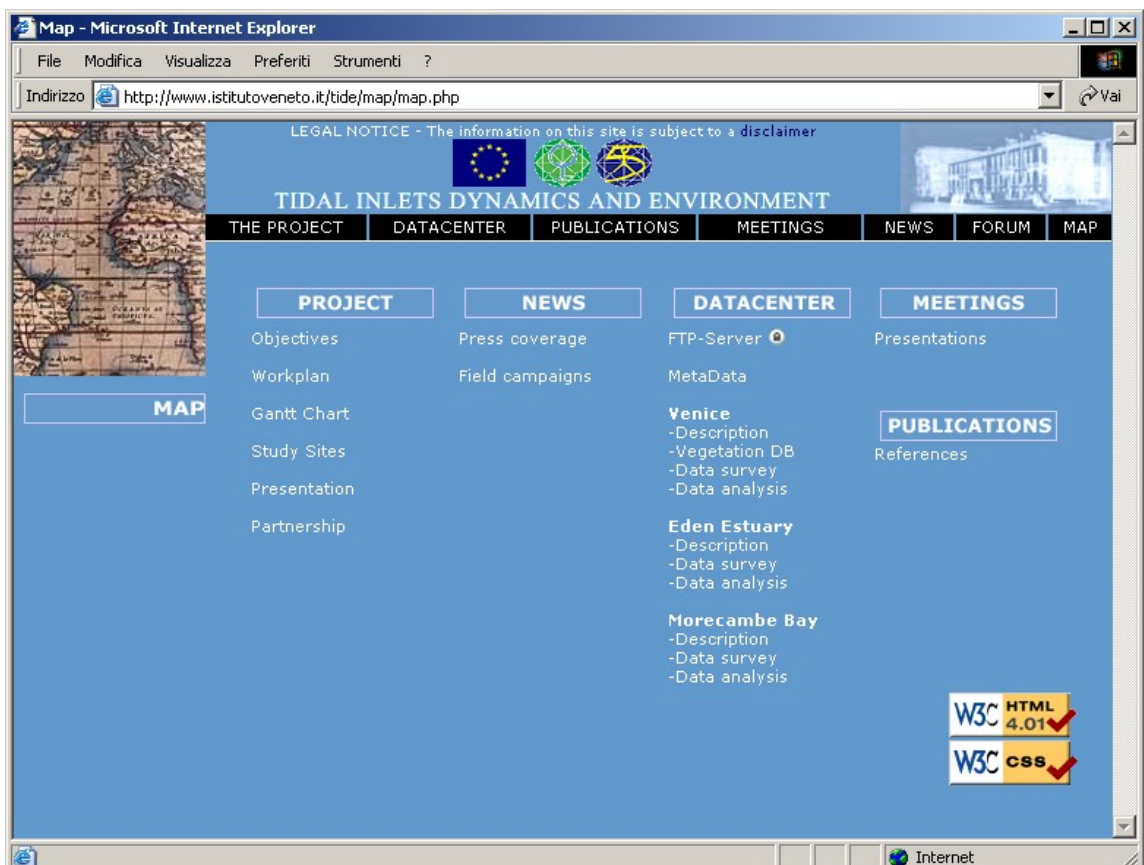 Map - Microsoft Internet Explorer
File Modifica Visualizza Preferiti Strumenti ?
Indirizzo http://www.istitutoveneto.it/tide/map/map.php Vai
LEGAL NOTICE - The information on this site is subject to a disclaimer
TIDAL INLETS DYNAMICS AND ENVIRONMENT
THE PROJECT DATACENTER PUBLICATIONS MEETINGS NEWS FORUM MAP
MAP
PROJECT
Objectives
Workplan
Gantt Chart
Study Sites
Presentation
Partnership
NEWS
Press coverage
Field campaigns
DATACENTER
FTP-Server
MetaData
Venice
-Description
-Vegetation DB
-Data survey
-Data analysis
Eden Estuary
-Description
-Data survey
-Data analysis
Morecambe Bay
-Description
-Data survey
-Data analysis
MEETINGS
Presentations
PUBLICATIONS
References
W3C HTML 4.01
W3C css
Internet